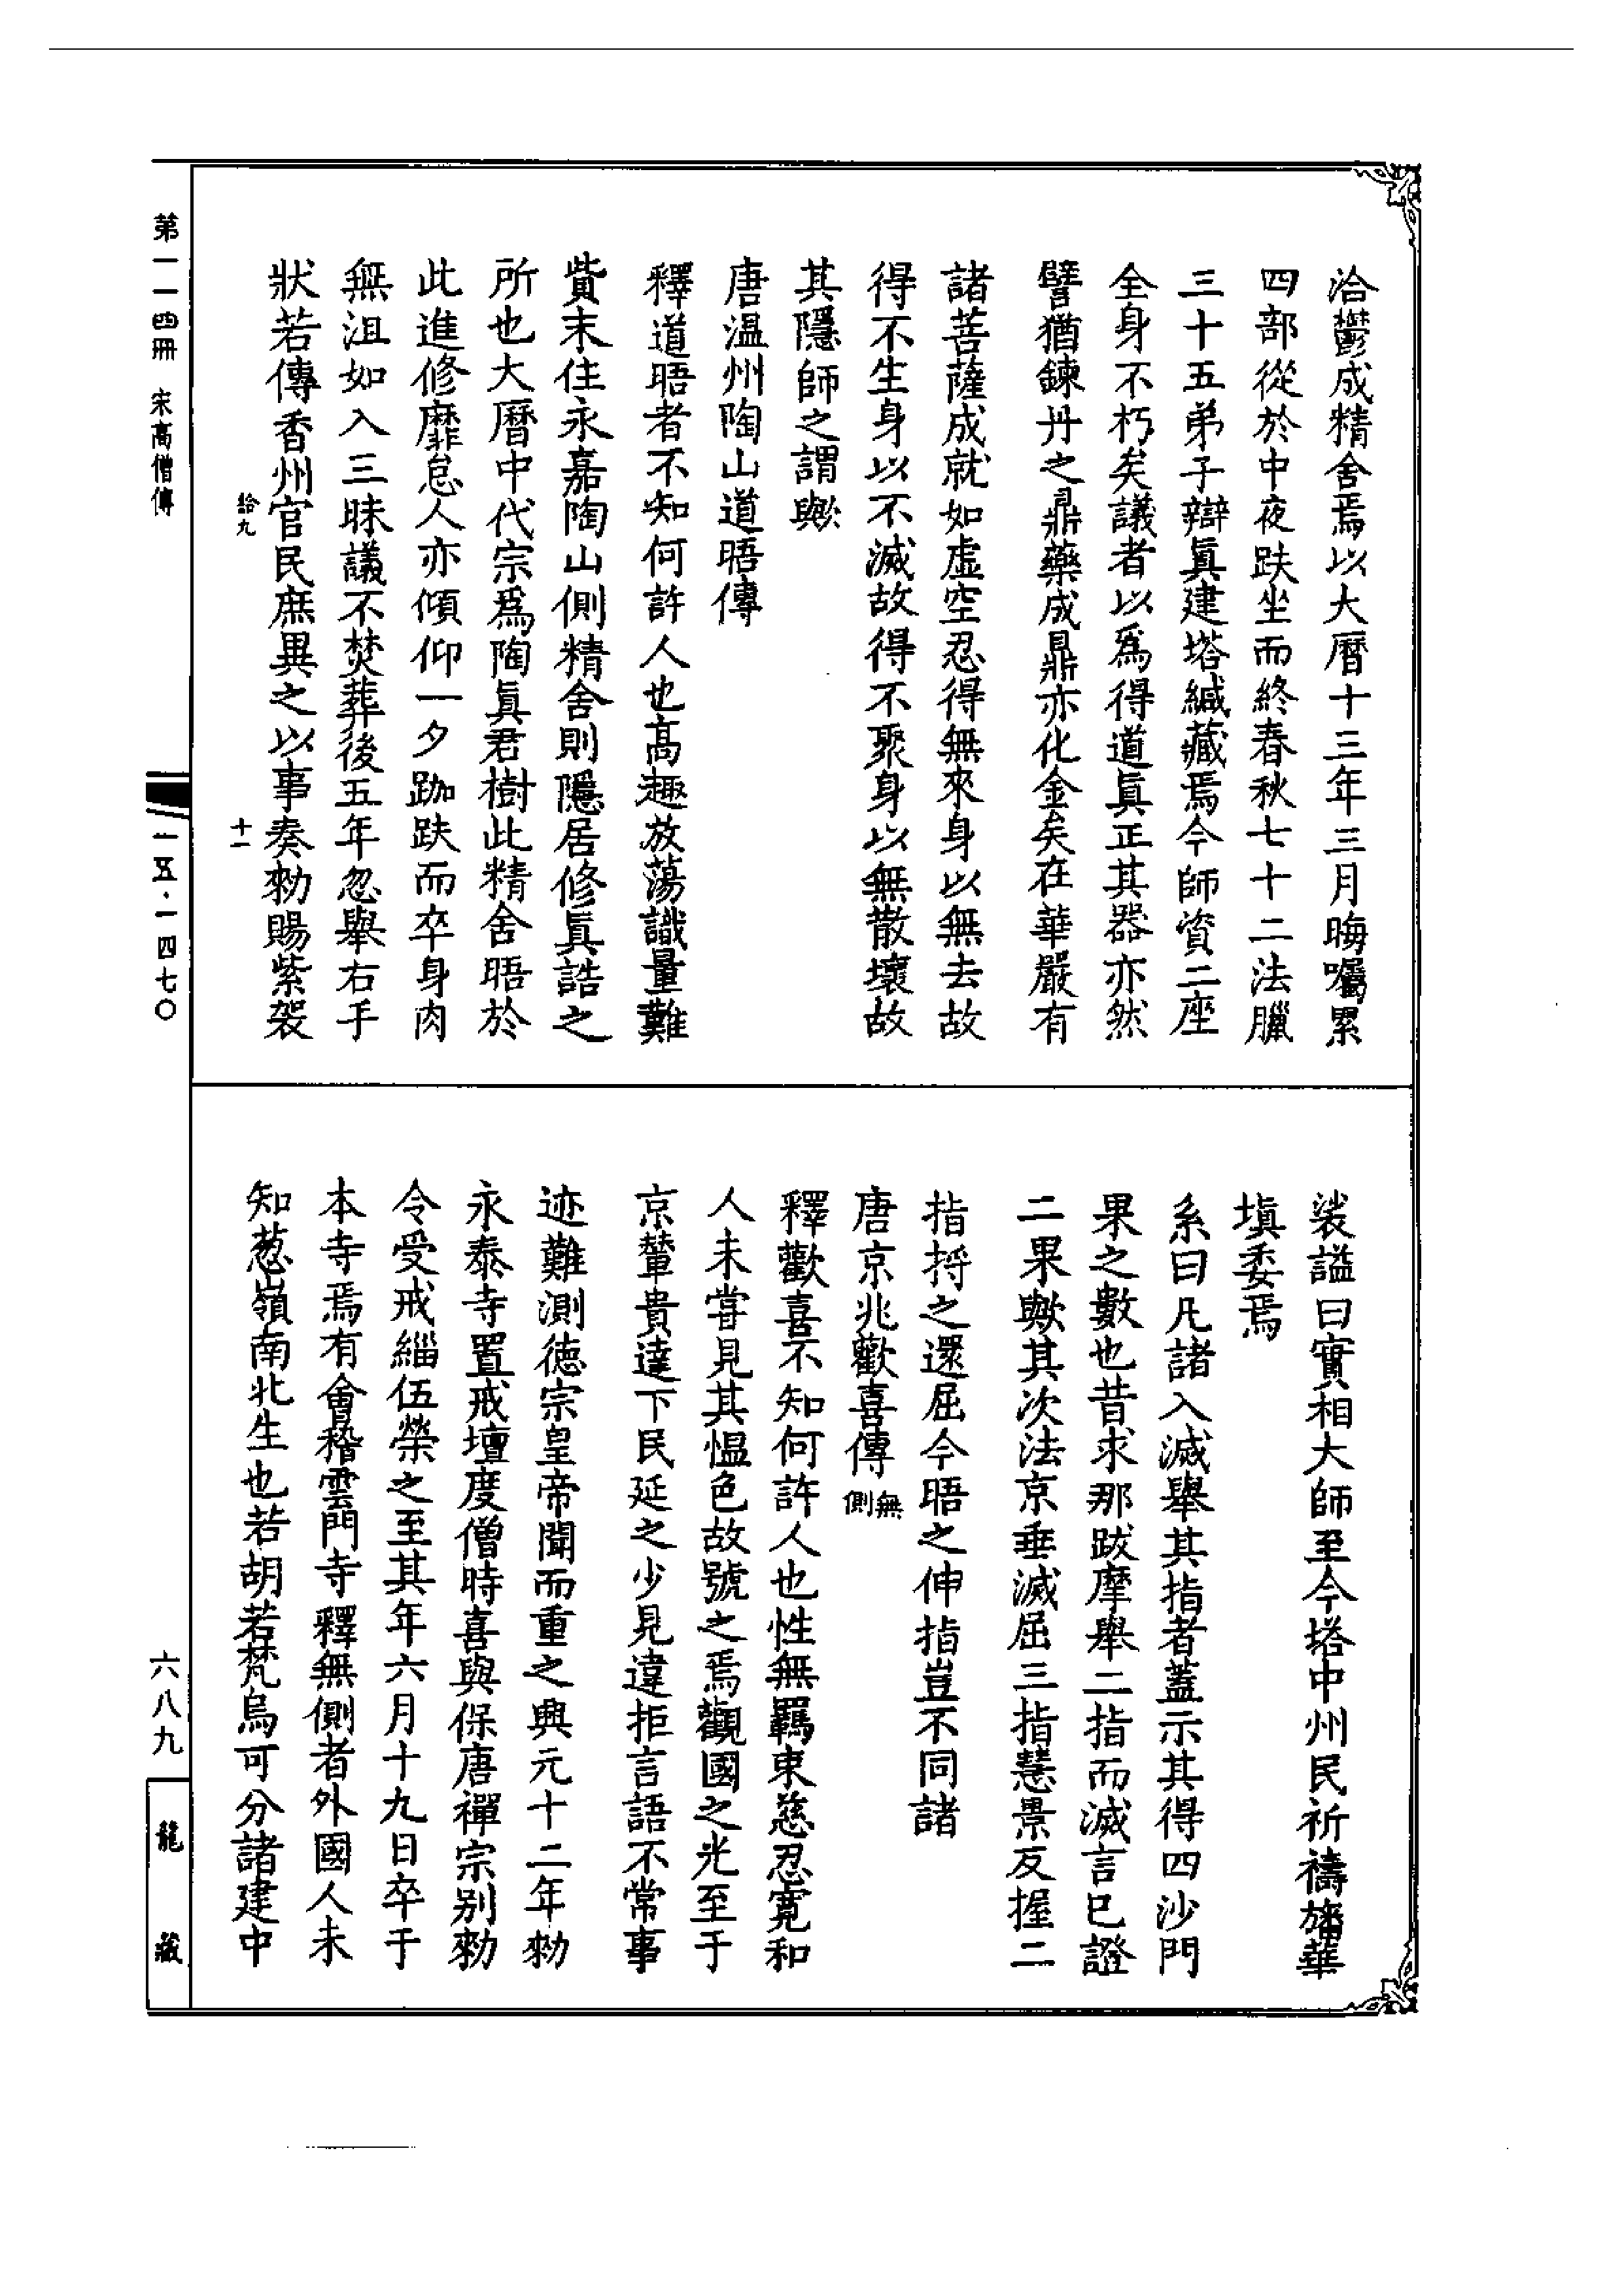 洽鬱成精舍焉以大曆十三年三月晦囑累
四部從於中夜趺坐而終春秋七十二法臘
三十五弟子辯眞建塔緘藏焉今師資二座
全身不朽矣議者以爲得道眞正其器亦然
譬猶鍊丹之鼎藥成鼎亦化金矣在華嚴有
諸菩薩成就如虛空忍得無來身以無去故
得不生身以不滅故得不聚身以無散壞故
其隱師之謂歟
唐温州陶山道晤傳
釋道晤者不知何許人也高趣放蕩識量難
貲末住永嘉陶山側精舍則隱居修眞誥之
所也大曆中代宗爲陶眞君樹此精舍晤於
此進修靡怠人亦傾仰一夕跏趺而卒身肉
無沮如入三昧議不焚葬後五年忽舉右手
狀若傳香州官民庶異之以事奏勑賜紫袈
裟謚曰實相大師至今塔中州民祈禱旛華
填委焉
系曰凡諸入滅舉其指者蓋示其得四沙門
果之數也昔求那跋摩舉二指而滅言巳證
二果歟其次法京垂滅屈三指慧景反握二
指捋之還屈今晤之伸指豈不同諸
唐京兆歡喜傳 無側
釋歡喜不知何許人也性無羈束慈忍寬和
人未甞見其愠色故號之焉觀國之光至于
京輦貴達下民延之少見違拒言語不常事
迹難測徳宗皇帝聞而重之興元十二年勑
永泰寺置戒壇度僧時喜與保唐禪宗别勑
令受戒緇伍榮之至其年六月十九日卒于
本寺焉有會稽雲門寺釋無側者外國人未
知葱嶺南北生也若胡若梵烏可分諸建中
給九
十一
第一一四冊 宋高僧傳
一五·一四七〇
六八九
龍藏